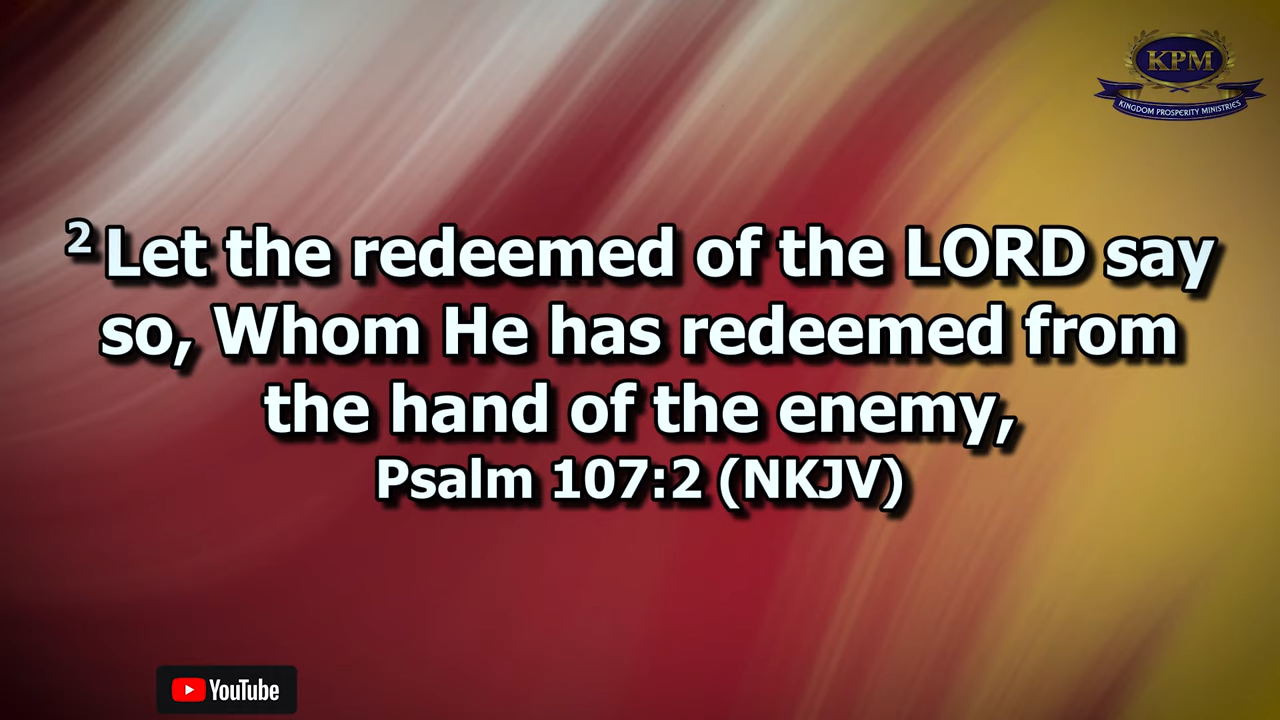 KPM
KINGDOM PROSPERITY MINISTRIES
2 Let the redeemed of the LORD say
so, Whom He has redeemed from
the hand of the enemy,
Psalm 107:2 (NKJV)
YouTube